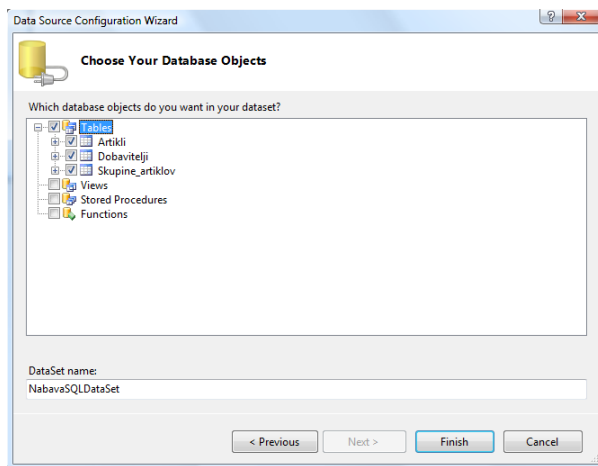 Data Source Configuration Wizard
Choose Your Database Objects
Which database objects do you want in your dataset?
Tables
Artikli
Dobavitelji
Skupine_artiklov
Views
Stored Procedures
Functions
DataSet name:
NabavaSQLDataSet
< Previous Next > Finish Cancel